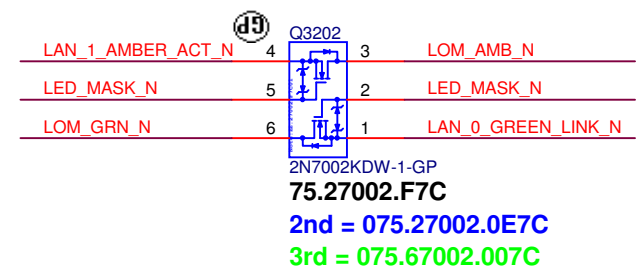 GP
Q3202
LAN_1_AMBER_ACT_N 4 3 LOM_AMB_N
LED_MASK_N 5 2 LED_MASK_N
LOM_GRN_N 6 1 LAN_0_GREEN_LINK_N
2N7002KDW-1-GP
75.27002.F7C
2nd = 075.27002.0E7C
3rd = 075.67002.007C